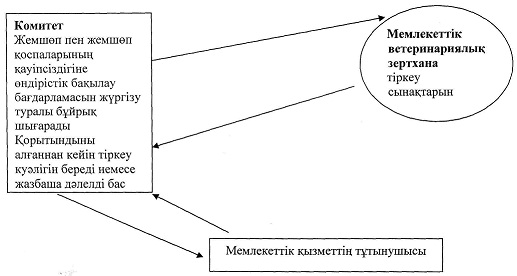 Комитет
Жемшөп пен жемшөп
қоспаларының
қауіпсіздігіне
өндірістік бақылау
бағдарламасын жүргізу
туралы бұйрық
шығарады
Қорытындыны
алғаннан кейін тіркеу
куәлігін береді иемесе
жазбаша дәлелді бас
Мемлекеттік
ветеринариялық
зертхана
тіркеу
сынақтарын
Мемлекеттік қызметтің тұтынушысы